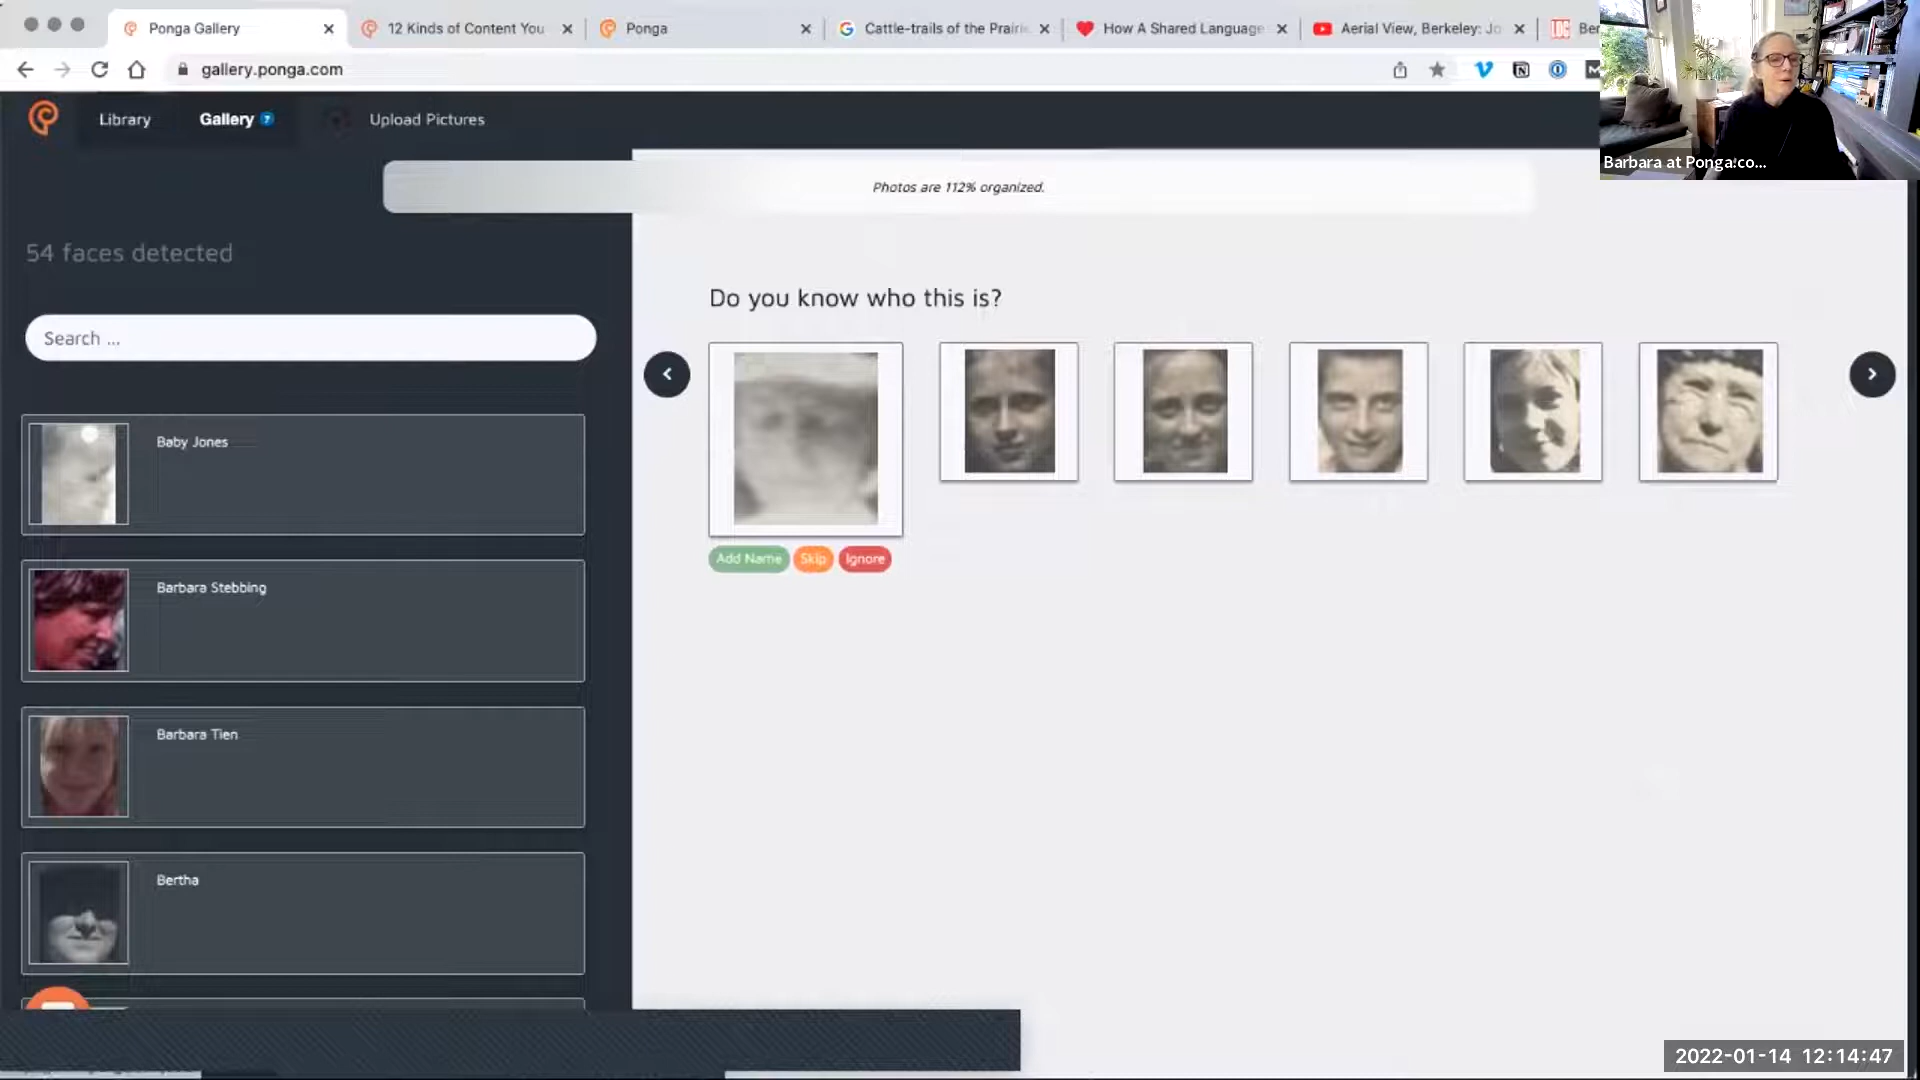 Ponga Gallery
12 Kinds of Content You
Ponga
Cattle-trails of the Prairie
How A Shared Language
Aerial View, Berkeley: Jo
Ber
gallery.ponga.com
Library
Gallery ?
Upload Pictures
Barbara at Ponga.co...
Photos are 112% organized.
54 faces detected
Search ...
Do you know who this is?
Add Name
Skip
Ignore
Baby Jones
Barbara Stebbing
Barbara Tien
Bertha
2022-01-14 12:14:47